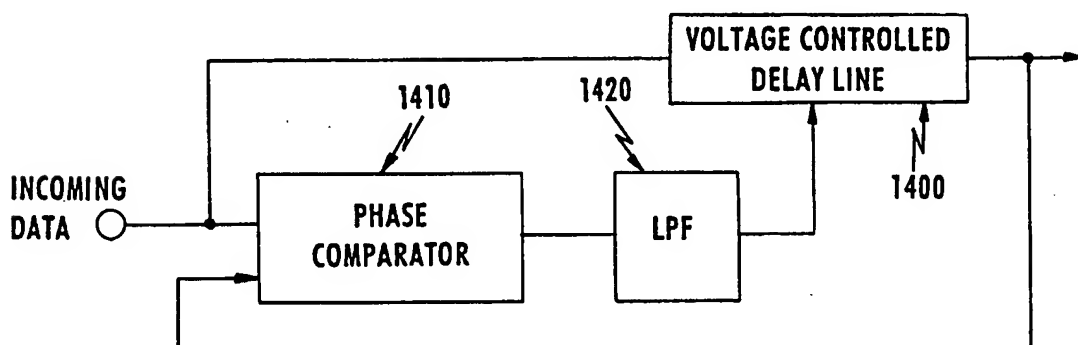 VOLTAGE CONTROLLED
DELAY LINE
1410
1420
1400
INCOMING
DATA
PHASE
COMPARATOR
LPF